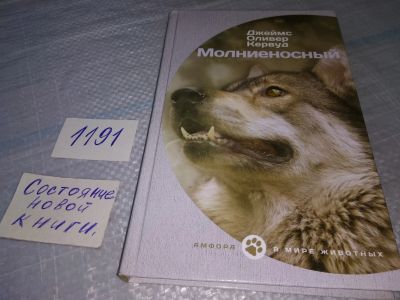 Джеймс
Оливер
Кервуд
Молниеносный
1191
Состояние
новой
книги.
АМФОРА В МИРЕ ЖИВОТНЫХ